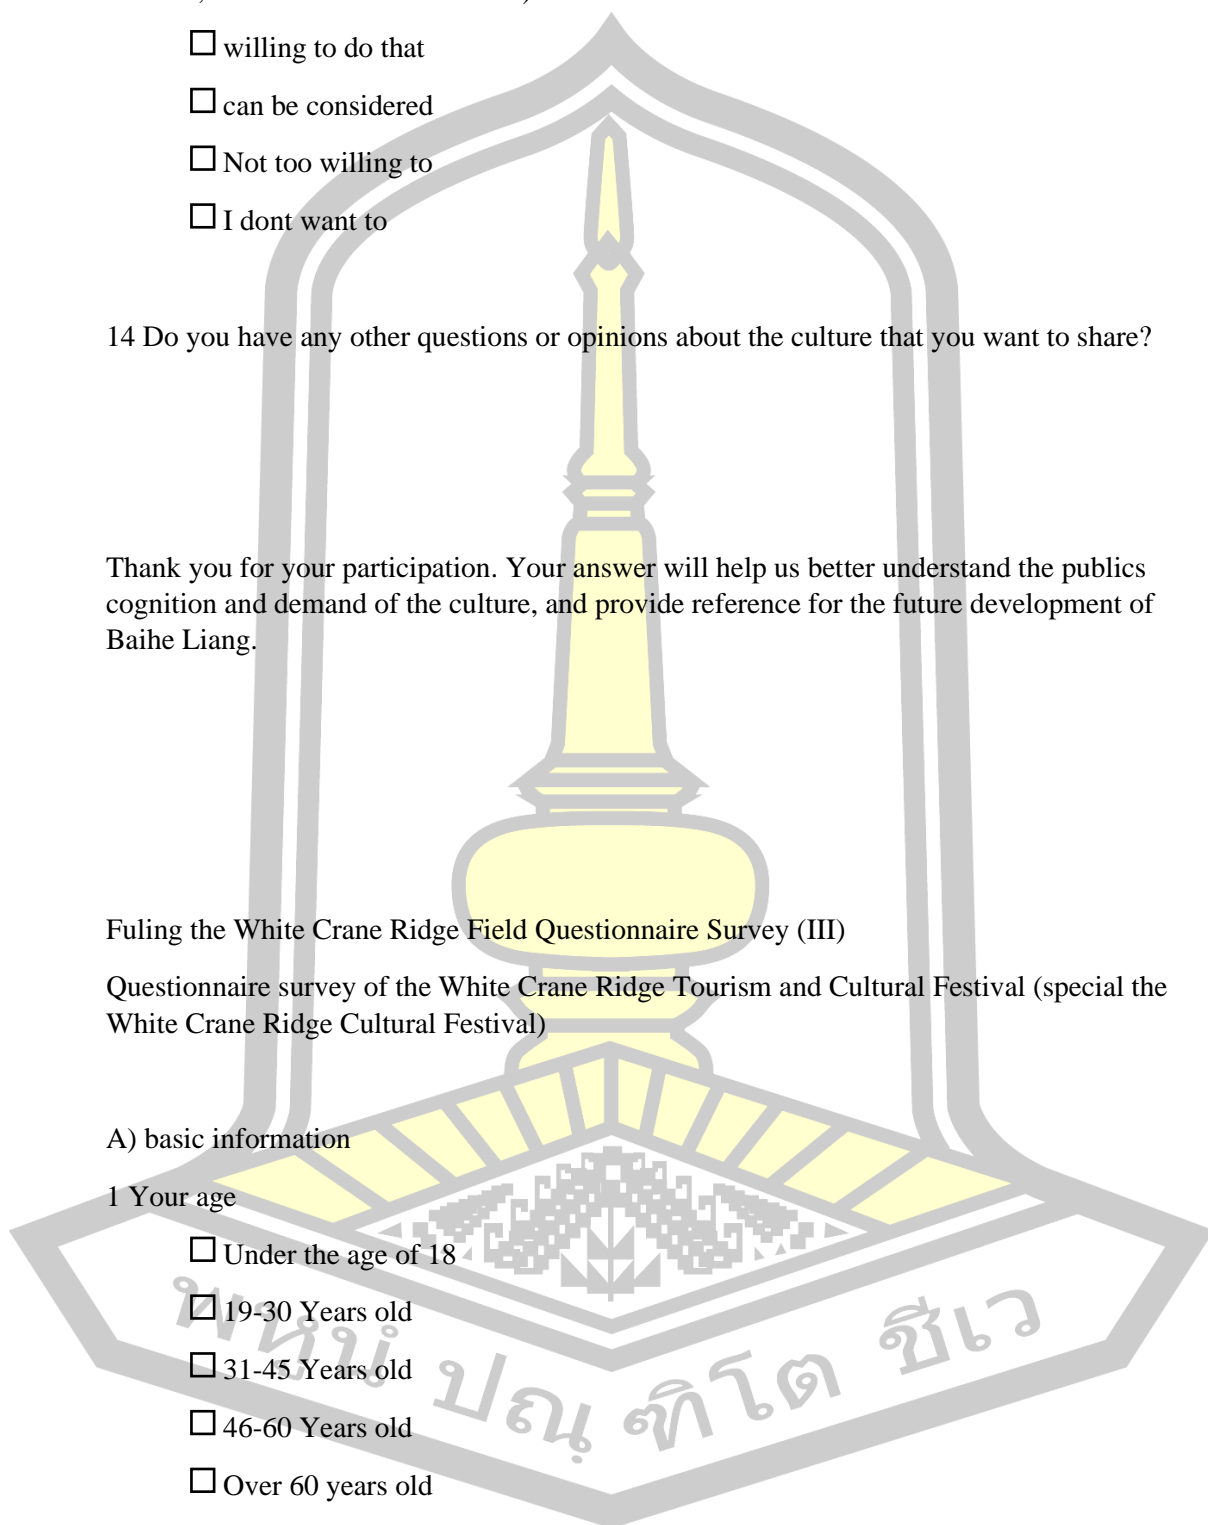 ☐ willing to do that
☐ can be considered
☐ Not too willing to
☐ I dont want to
14 Do you have any other questions or opinions about the culture that you want to share?
Thank you for your participation. Your answer will help us better understand the publics
cognition and demand of the culture, and provide reference for the future development of
Baihe Liang.
Fuling the White Crane Ridge Field Questionnaire Survey (III)
Questionnaire survey of the White Crane Ridge Tourism and Cultural Festival (special the
White Crane Ridge Cultural Festival)
A) basic information
1 Your age
☐ Under the age of 18
☐ 19-30 Years old
☐ 31-45 Years old
☐ 46-60 Years old
☐ Over 60 years old
พหุนํ ปณฺฑิโต ชีเว